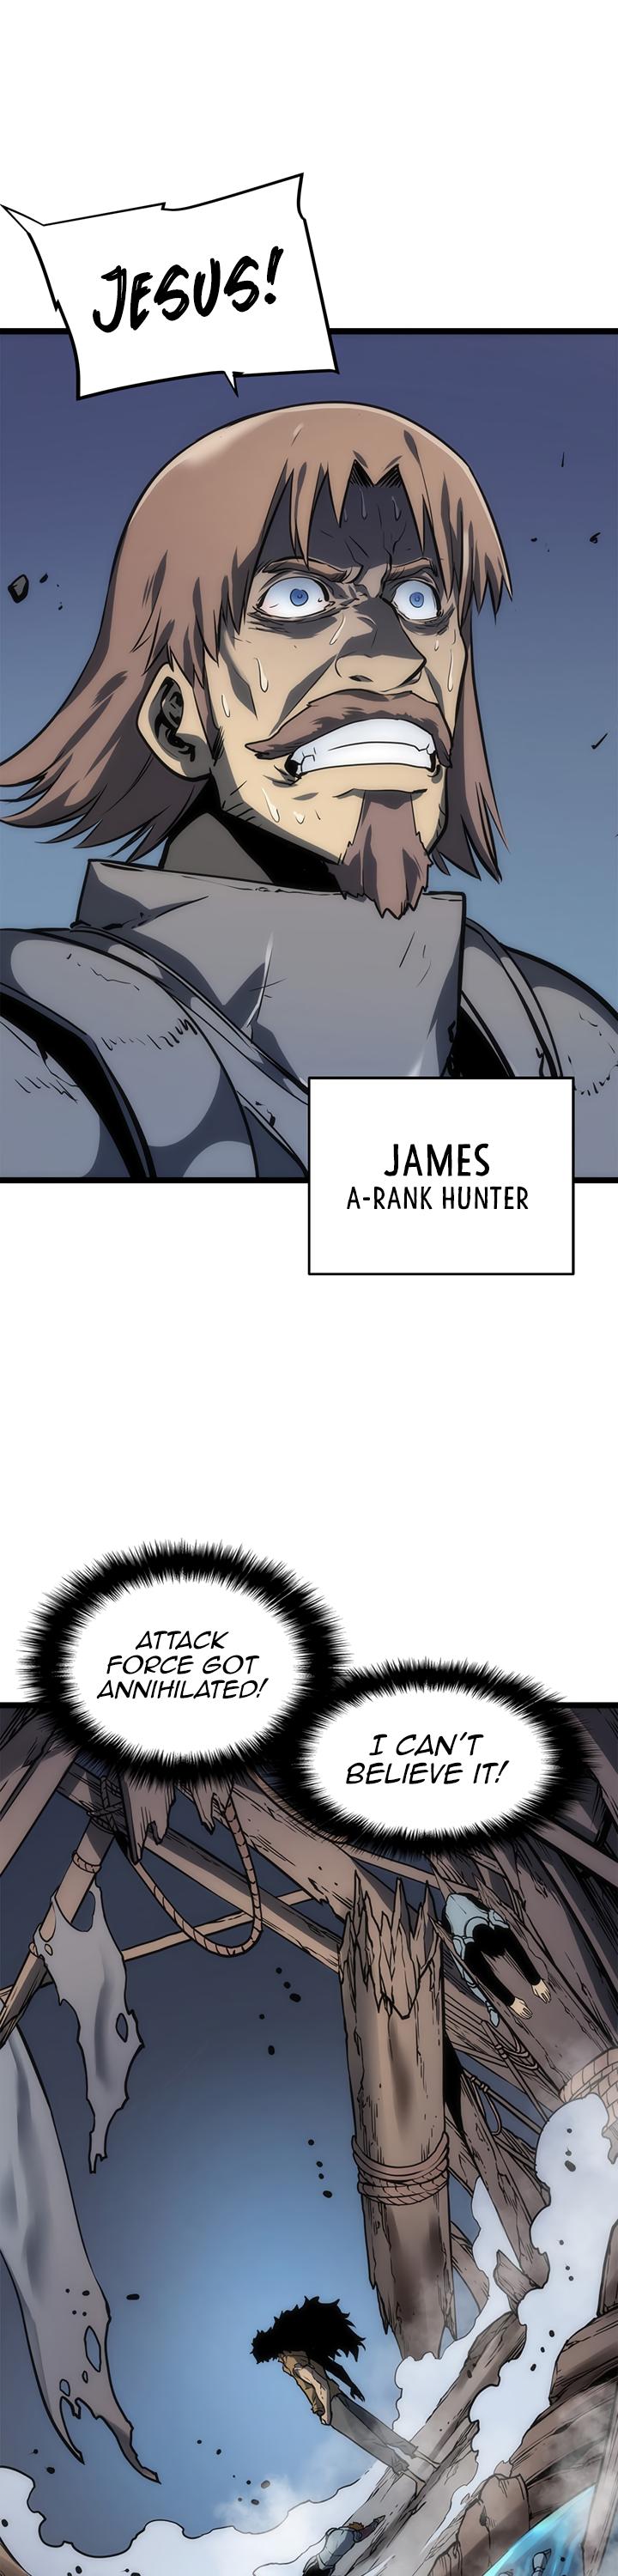 JESUS!
JAMES
A-RANK HUNTER
ATTACK
FORCE GOT
ANNIHILATED!
I CAN'T
BELIEVE IT!